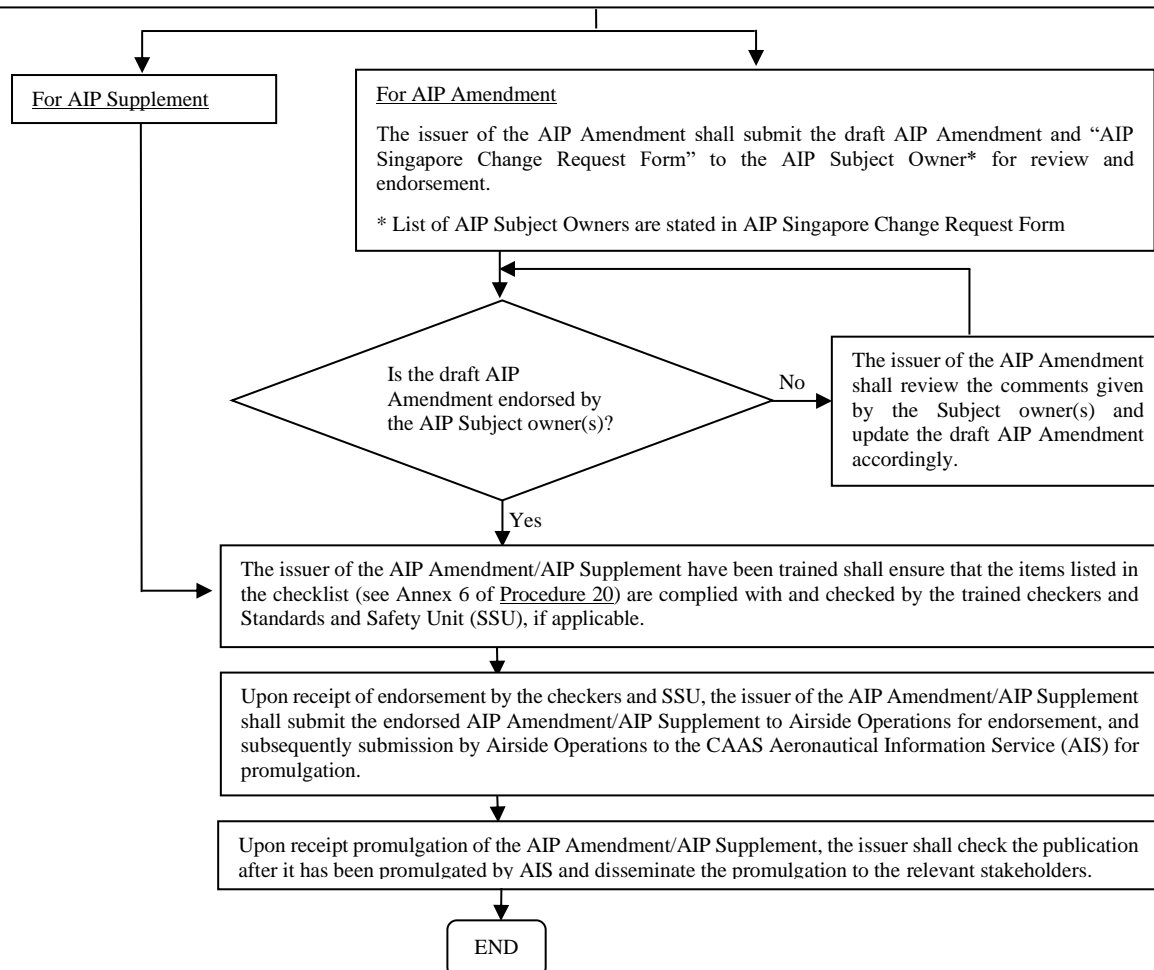 For AIP Supplement
For AIP Amendment
The issuer of the AIP Amendment shall submit the draft AIP Amendment and “AIP
Singapore Change Request Form” to the AIP Subject Owner* for review and
endorsement.
* List of AIP Subject Owners are stated in AIP Singapore Change Request Form
Is the draft AIP
Amendment endorsed by
the AIP Subject owner(s)?
No
The issuer of the AIP Amendment
shall review the comments given
by the Subject owner(s) and
update the draft AIP Amendment
accordingly.
Yes
The issuer of the AIP Amendment/AIP Supplement have been trained shall ensure that the items listed in
the checklist (see Annex 6 of Procedure 20) are complied with and checked by the trained checkers and
Standards and Safety Unit (SSU), if applicable.
Upon receipt of endorsement by the checkers and SSU, the issuer of the AIP Amendment/AIP Supplement
shall submit the endorsed AIP Amendment/AIP Supplement to Airside Operations for endorsement, and
subsequently submission by Airside Operations to the CAAS Aeronautical Information Service (AIS) for
promulgation.
Upon receipt promulgation of the AIP Amendment/AIP Supplement, the issuer shall check the publication
after it has been promulgated by AIS and disseminate the promulgation to the relevant stakeholders.
END